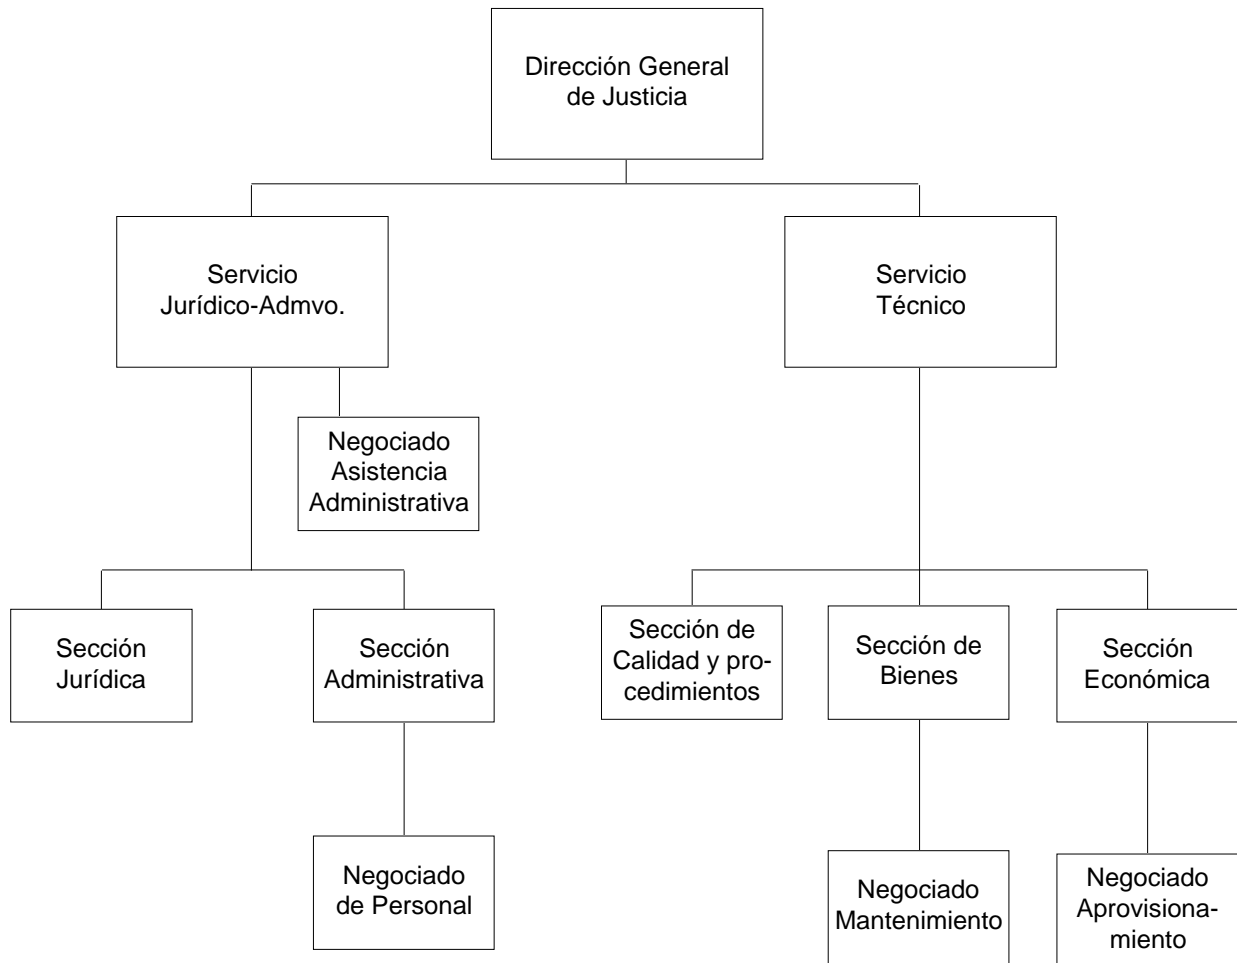 Dirección General
de Justicia
Servicio
Jurídico-Admvo.
Servicio
Técnico
Negociado
Asistencia
Administrativa
Sección
Jurídica
Sección
Administrativa
Sección de
Calidad y pro-
cedimientos
Sección de
Bienes
Sección
Económica
Negociado
de Personal
Negociado
Mantenimiento
Negociado
Aprovisiona-
miento